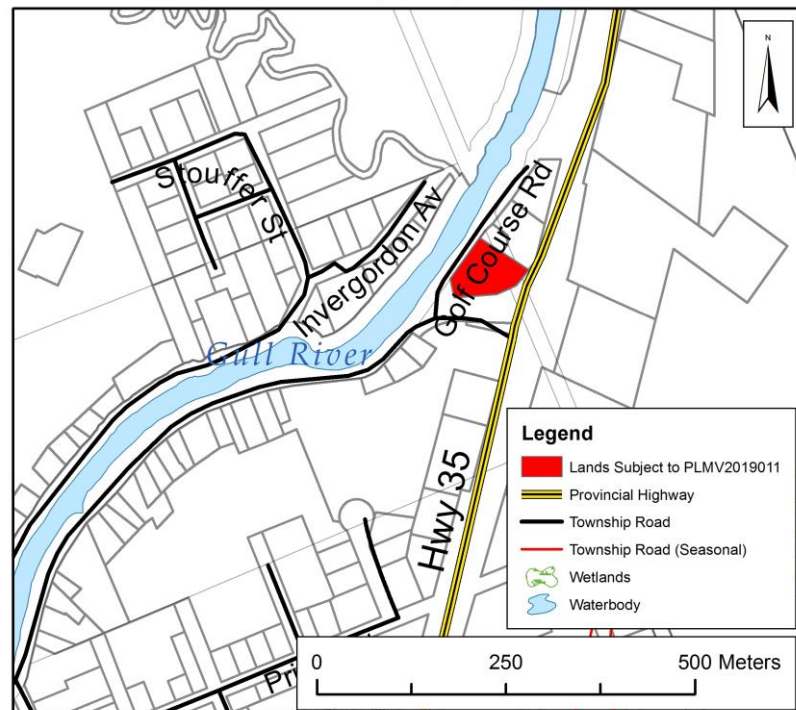 N
Stouffer St
Invergordon Av
Golf Course Rd
Gull River
Hwy 35
Legend
Lands Subject to PLMV2019011
Provincial Highway
Township Road
Township Road (Seasonal)
Wetlands
Waterbody
0 250 500 Meters